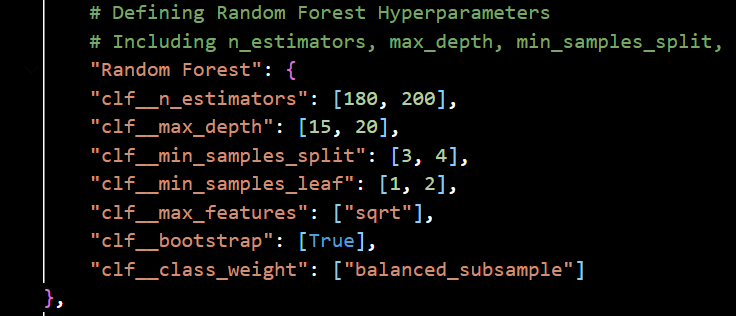 # Defining Random Forest Hyperparameters
# Including n_estimators, max_depth, min_samples_split,
"Random Forest": {
"clf__n_estimators": [180, 200],
"clf__max_depth": [15, 20],
"clf__min_samples_split": [3, 4],
"clf__min_samples_leaf": [1, 2],
"clf__max_features": ["sqrt"],
"clf__bootstrap": [True],
"clf__class_weight": ["balanced_subsample"]
},